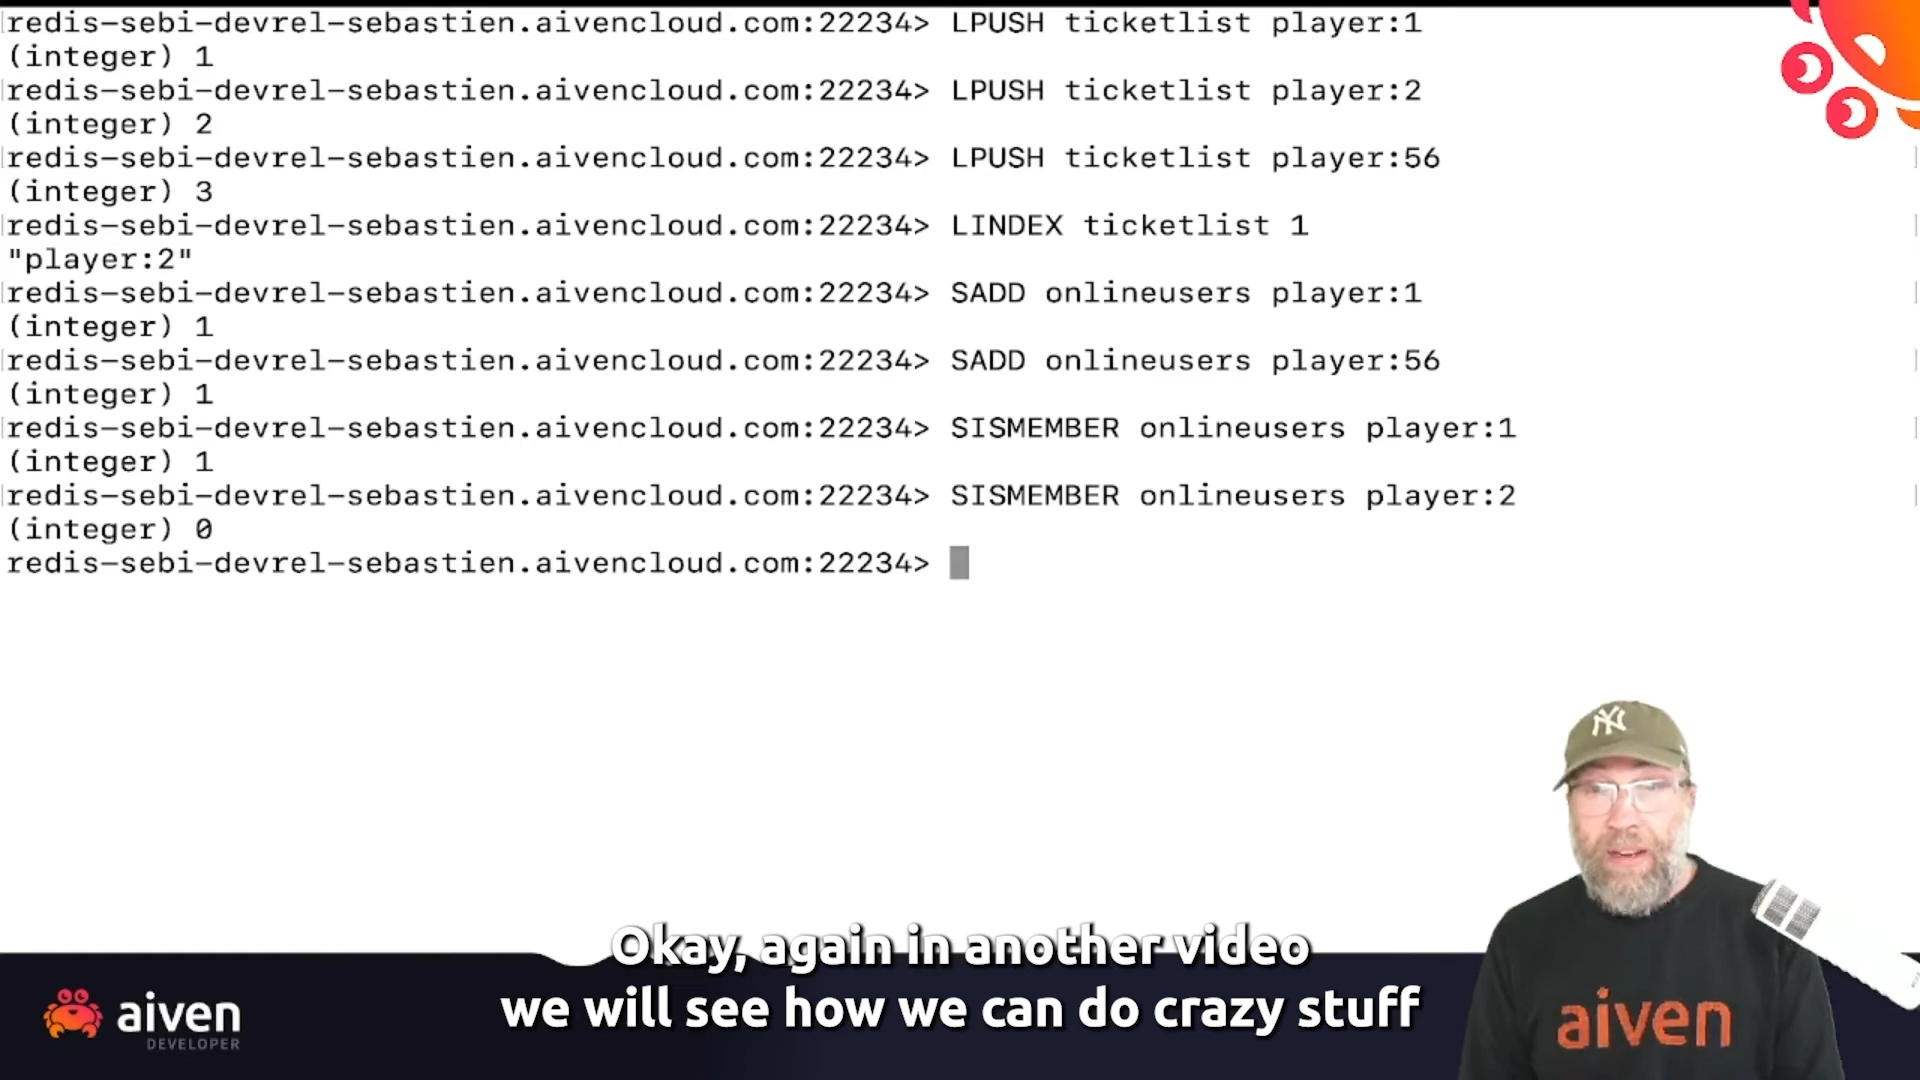 redis-sebi-devrel-sebastien.aivencloud.com:22234> LPUSH ticketlist player:1
(integer) 1
redis-sebi-devrel-sebastien.aivencloud.com:22234> LPUSH ticketlist player:2
(integer) 2
redis-sebi-devrel-sebastien.aivencloud.com:22234> LPUSH ticketlist player:56
(integer) 3
redis-sebi-devrel-sebastien.aivencloud.com:22234> LINDEX ticketlist 1
"player:2"
redis-sebi-devrel-sebastien.aivencloud.com:22234> SADD onlineusers player:1
(integer) 1
redis-sebi-devrel-sebastien.aivencloud.com:22234> SADD onlineusers player:56
(integer) 1
redis-sebi-devrel-sebastien.aivencloud.com:22234> SISMEMBER onlineusers player:1
(integer) 1
redis-sebi-devrel-sebastien.aivencloud.com:22234> SISMEMBER onlineusers player:2
(integer) 0
redis-sebi-devrel-sebastien.aivencloud.com:22234>
NY
Okay, again in another video
we will see how we can do crazy stuff
aiven
DEVELOPER
aiven